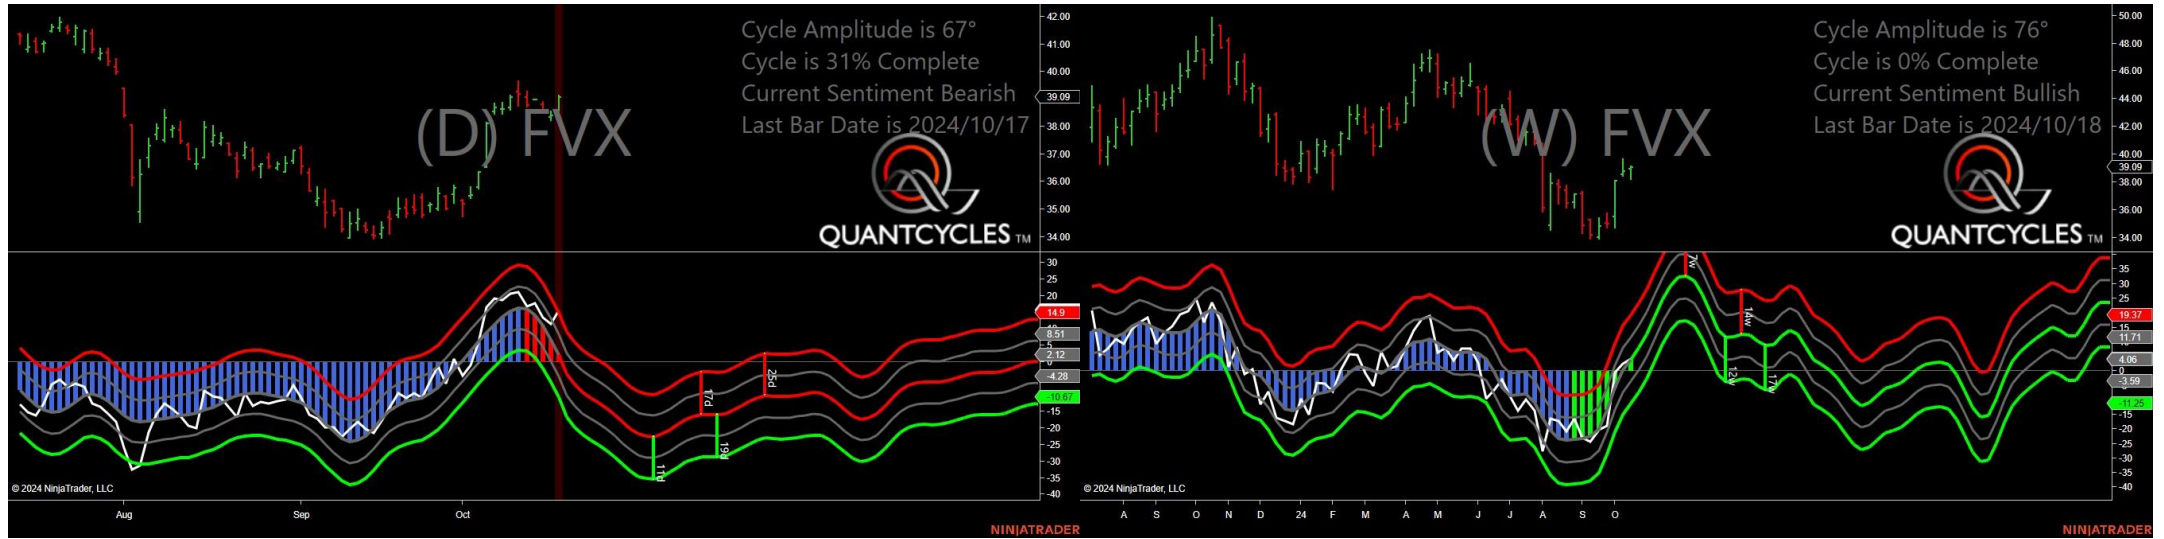 Cycle Amplitude is 67°
Cycle is 31% Complete
Current Sentiment Bearish
Last Bar Date is 2024/10/17
(D) FVX
QUANTCYCLES TM
42.00
41.00
40.00
39.09
38.00
37.00
36.00
35.00
34.00
30
25
20
14.9
8.51
5
2.12
-4.28
-10.67
-15
-20
-25
-30
-35
-40
11d
17d
19d
25d
© 2024 NinjaTrader, LLC
Aug Sep Oct
NINJATRADER
Cycle Amplitude is 76°
Cycle is 0% Complete
Current Sentiment Bullish
Last Bar Date is 2024/10/18
(W) FVX
QUANTCYCLES TM
50.00
48.00
46.00
44.00
42.00
40.00
39.09
38.00
36.00
34.00
35
30
25
19.37
15
11.71
4.06
0
-3.59
-11.25
-15
-20
-25
-30
-35
-40
7w
14w
12w
17w
© 2024 NinjaTrader, LLC
A S O N D 24 F M A M J J A S O
NINJATRADER